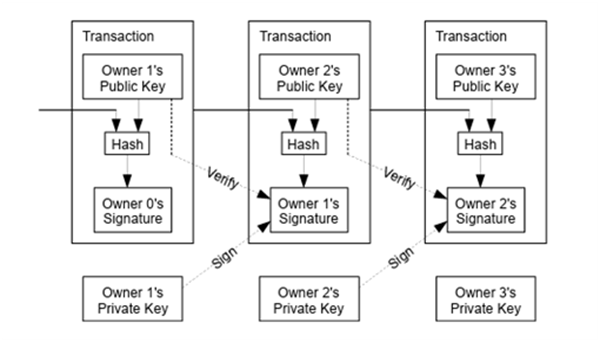 Transaction
Owner 1's
Public Key
Hash
Owner 0's
Signature
Transaction
Owner 2's
Public Key
Hash
Owner 1's
Signature
Transaction
Owner 3's
Public Key
Hash
Owner 2's
Signature
Verify
Verify
Sign
Sign
Owner 1's
Private Key
Owner 2's
Private Key
Owner 3's
Private Key